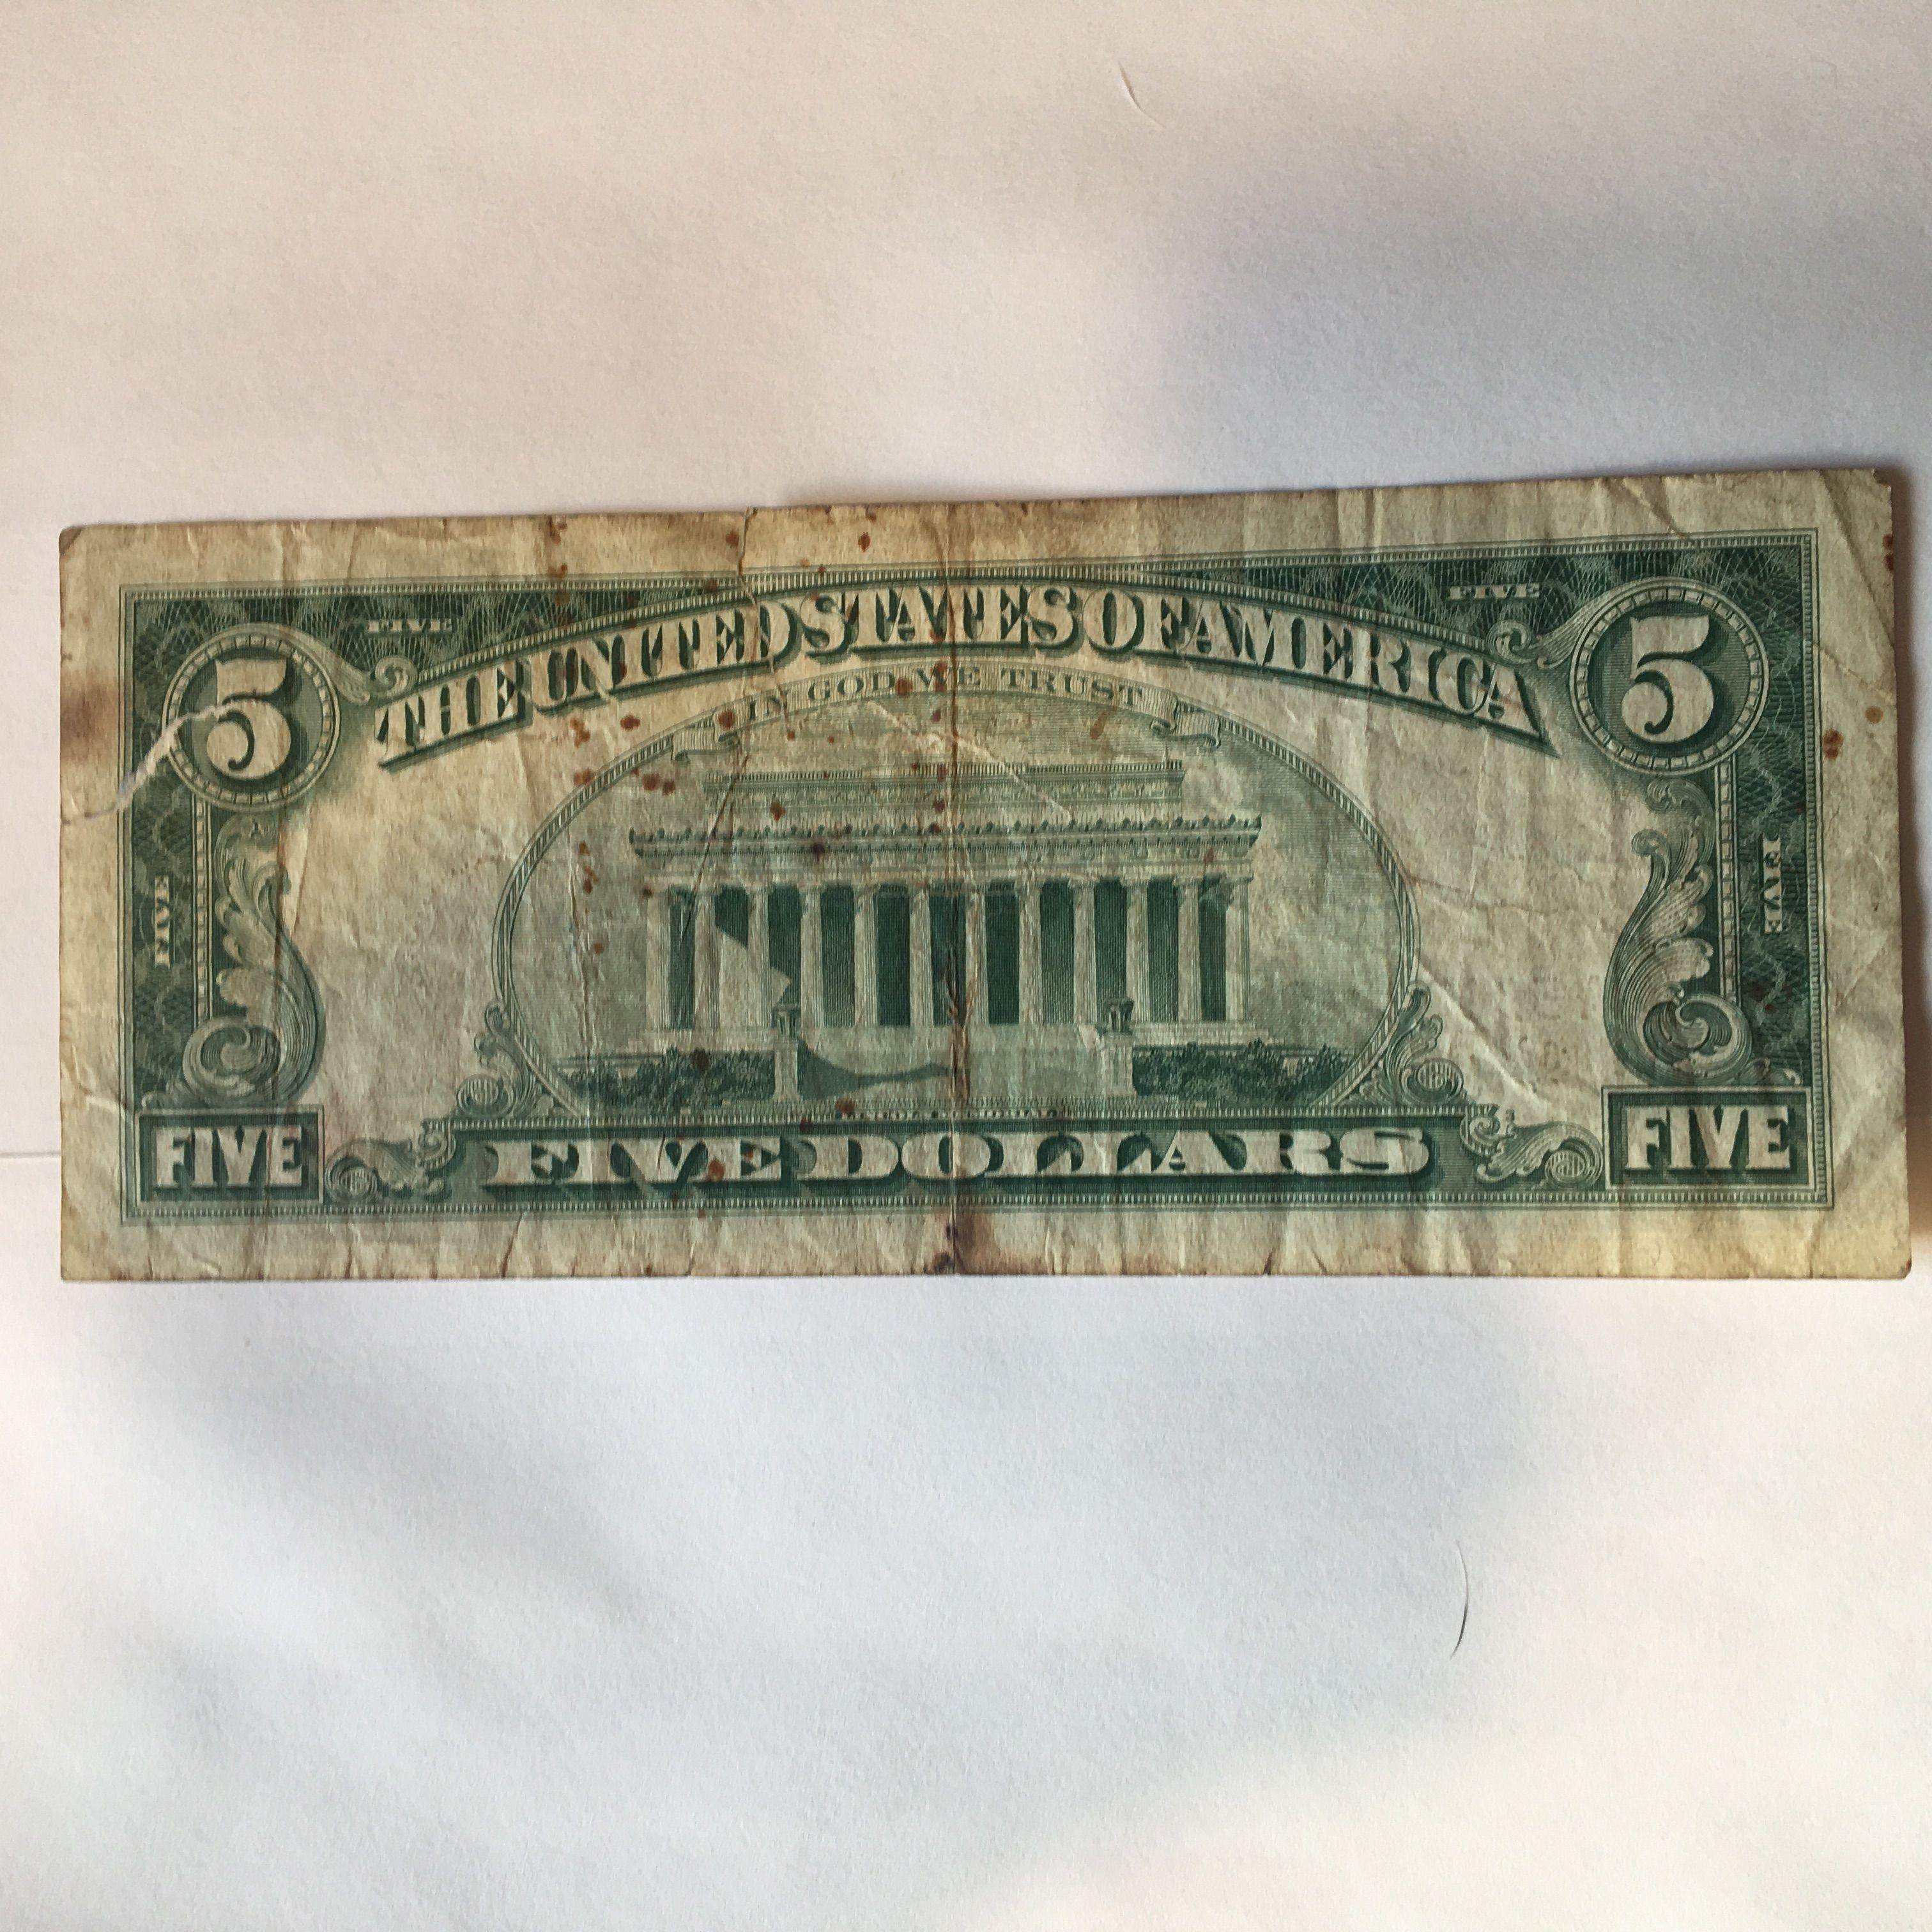 FIVE FIVE
5 THE UNITED STATES OF AMERICA 5
IN GOD WE TRUST
FIVE FIVE
FIVE FIVE DOLLARS FIVE